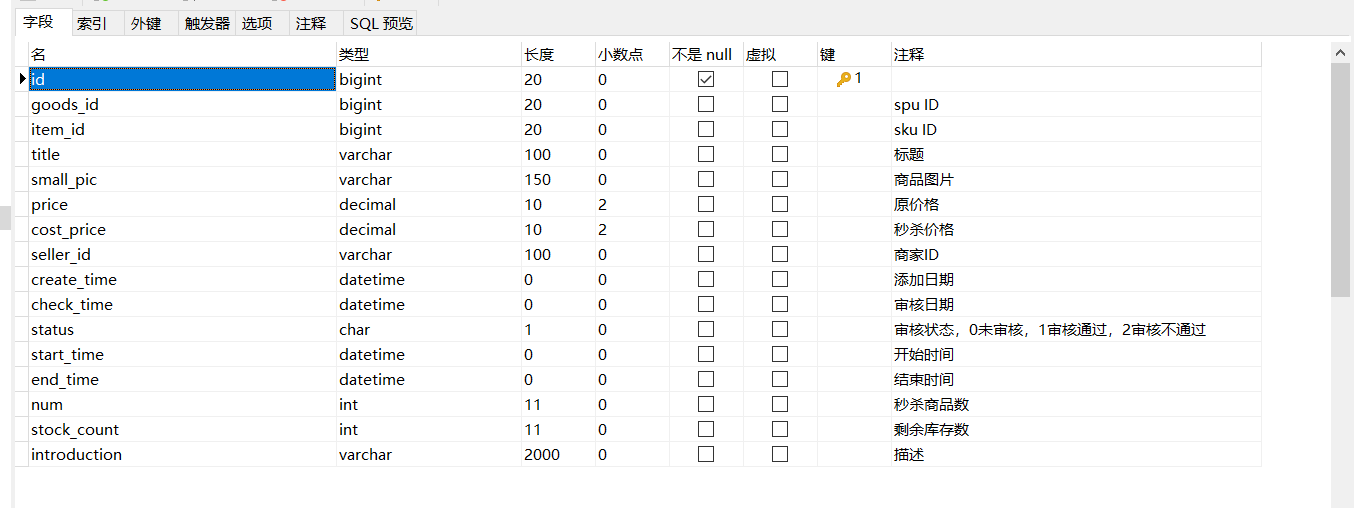 字段 索引 外键 触发器 选项 注释 SQL 预览
名 类型 长度 小数点 不是 null 虚拟 键 注释
id bigint 20 0 1
goods_id bigint 20 0 spu ID
item_id bigint 20 0 sku ID
title varchar 100 0 标题
small_pic varchar 150 0 商品图片
price decimal 10 2 原价格
cost_price decimal 10 2 秒杀价格
seller_id varchar 100 0 商家ID
create_time datetime 0 0 添加日期
check_time datetime 0 0 审核日期
status char 1 0 审核状态，0未审核，1审核通过，2审核不通过
start_time datetime 0 0 开始时间
end_time datetime 0 0 结束时间
num int 11 0 秒杀商品数
stock_count int 11 0 剩余库存数
introduction varchar 2000 0 描述